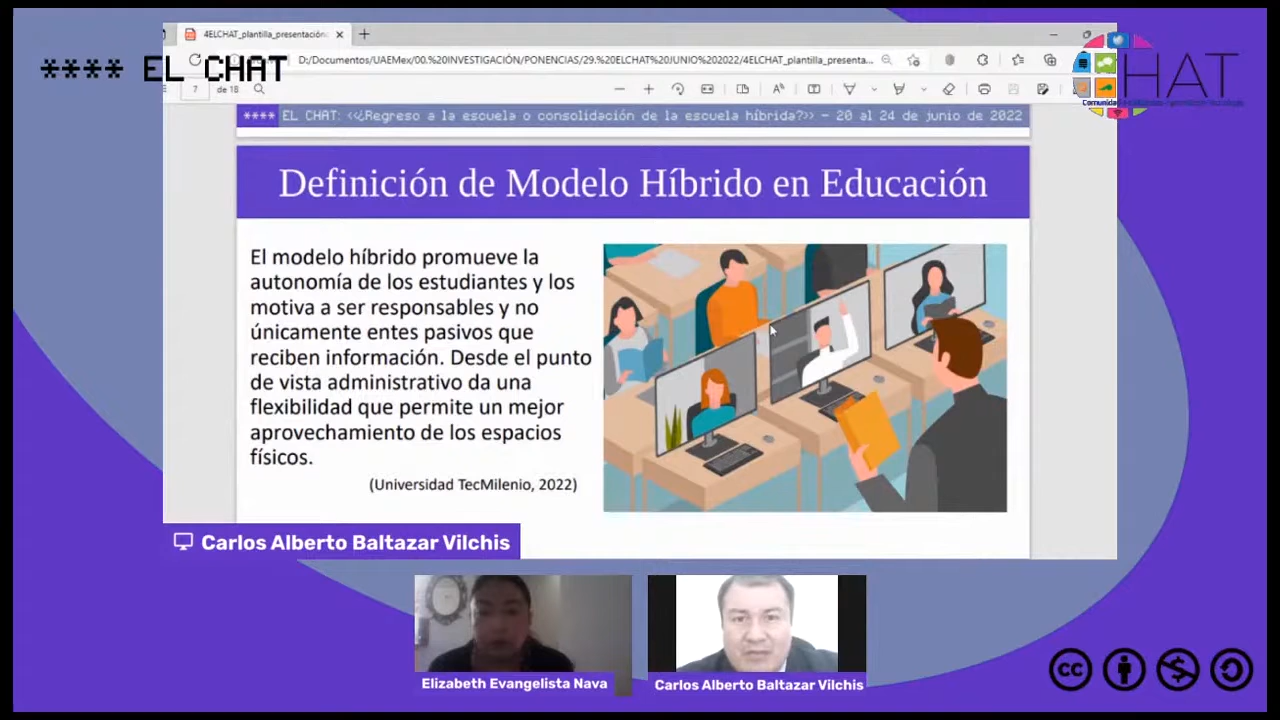 4ELCHAT_plantilla_presentación
**** EL CHAT
D:/Documentos/UAEMex/D0.%20INVESTIGACIÓN/PONENCIAS/29.%20ELCHAT%20JUNIO%202022/4ELCHAT_plantilla_presenta...
HAT
7 de 18
**** EL CHAT: <<¿Regreso a la escuela o consolidación de la escuela híbrida?>> - 20 al 24 de junio de 2022
Definición de Modelo Híbrido en Educación
El modelo híbrido promueve la
autonomía de los estudiantes y los
motiva a ser responsables y no
únicamente entes pasivos que
reciben información. Desde el punto
de vista administrativo da una
flexibilidad que permite un mejor
aprovechamiento de los espacios
físicos.
(Universidad TecMilenio, 2022)
Carlos Alberto Baltazar Vilchis
Elizabeth Evangelista Nava
Carlos Alberto Baltazar Vilchis
cc